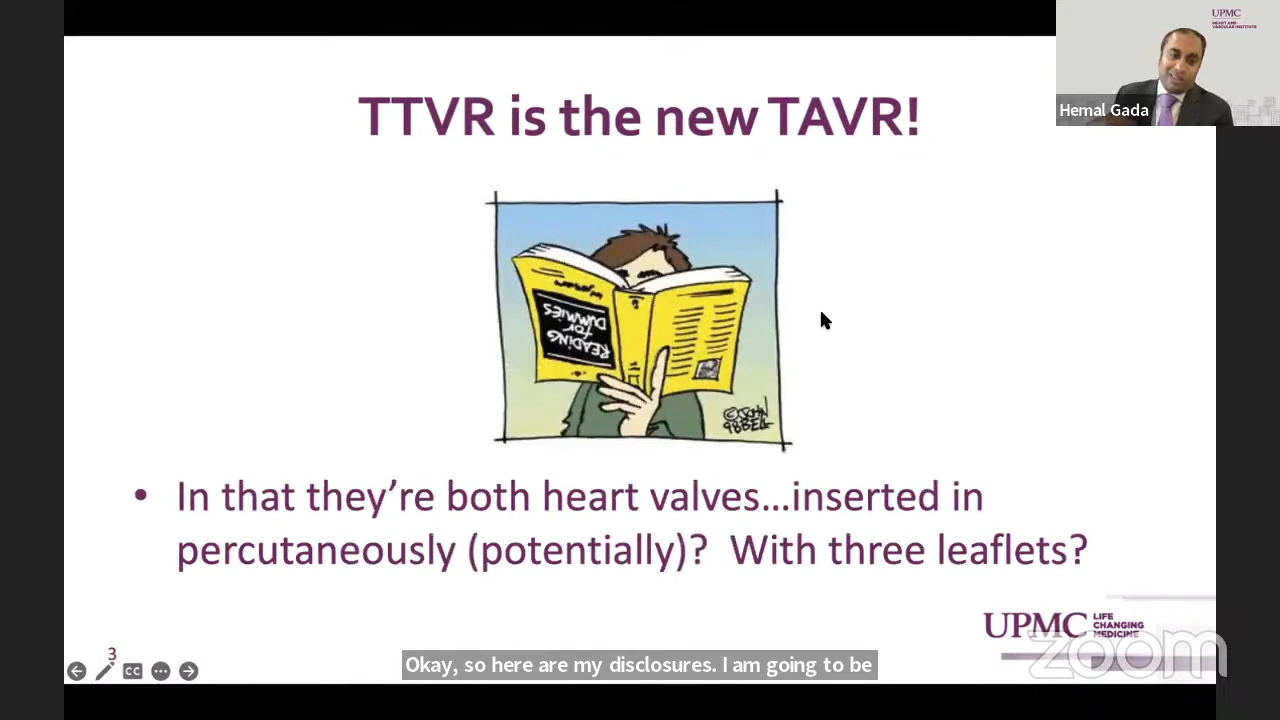 UPMC
HEART AND
VASCULAR INSTITUTE
Hemal Gada
TTVR is the new TAVR!
READING
for
DUMMIES
©JOHN
98BELL
• In that they’re both heart valves...inserted in
percutaneously (potentially)? With three leaflets?
UPMC LIFE
CHANGING
MEDICINE
zoom
3
CC
Okay, so here are my disclosures. I am going to be